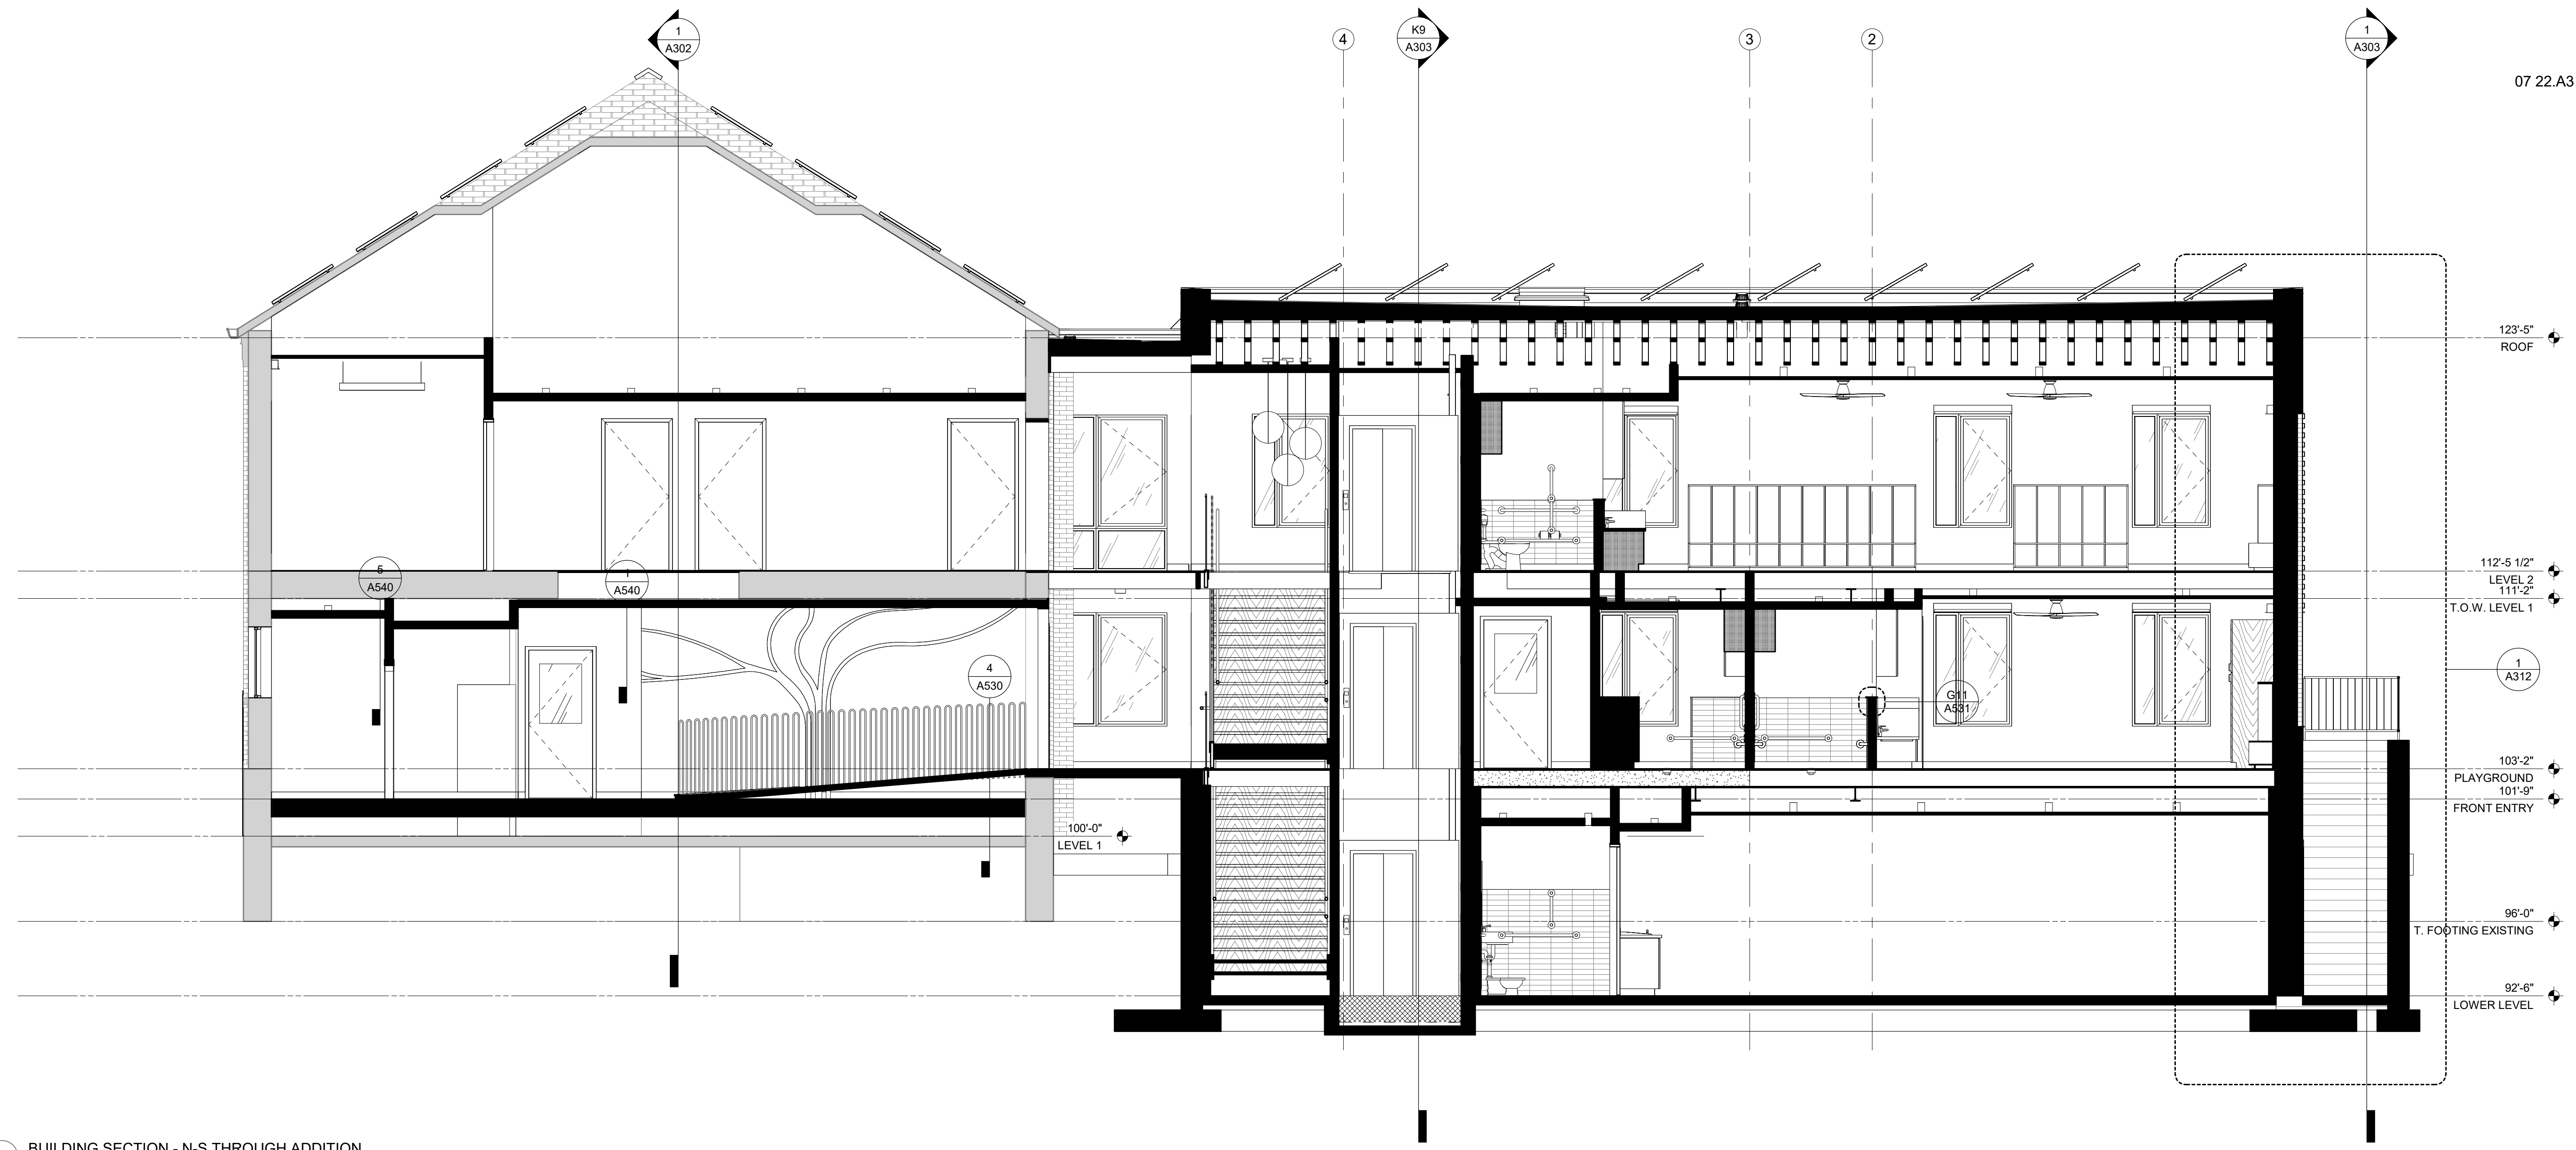 1
A302
4
K9
A303
3
2
1
A303
07 22.A3
123'-5"
ROOF
112'-5 1/2"
LEVEL 2
111'-2"
T.O.W. LEVEL 1
5
A540
1
A540
4
A530
G11
A531
1
A312
103'-2"
PLAYGROUND
101'-9"
FRONT ENTRY
100'-0"
LEVEL 1
96'-0"
T. FOOTING EXISTING
92'-6"
LOWER LEVEL
BUILDING SECTION - N-S THROUGH ADDITION